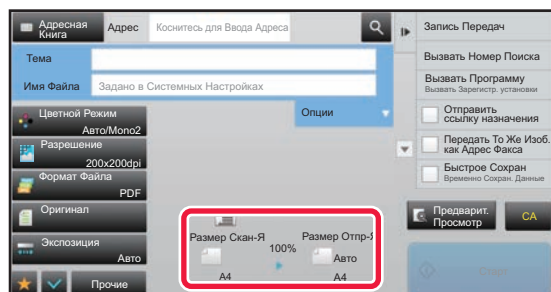 Адресная
Книга
Адрес
Коснитесь для Ввода Адреса
Тема
Имя Файла
Задано в Системных Настройках
Опции
Цветной Режим
Авто/Mono2
Разрешение
200x200dpi
Формат Файла
PDF
Оригинал
Экспозиция
Авто
Прочие
Размер Скан-Я
A4
100%
Размер Отпр-Я
Авто
A4
Запись Передач
Вызвать Номер Поиска
Вызвать Программу
Вызвать Зарегистр. установки
Отправить
ссылку назначения
Передать То Же Изоб.
как Адрес Факса
Быстрое Сохран
Временно Сохран. Данные
Предварит.
Просмотр
CA